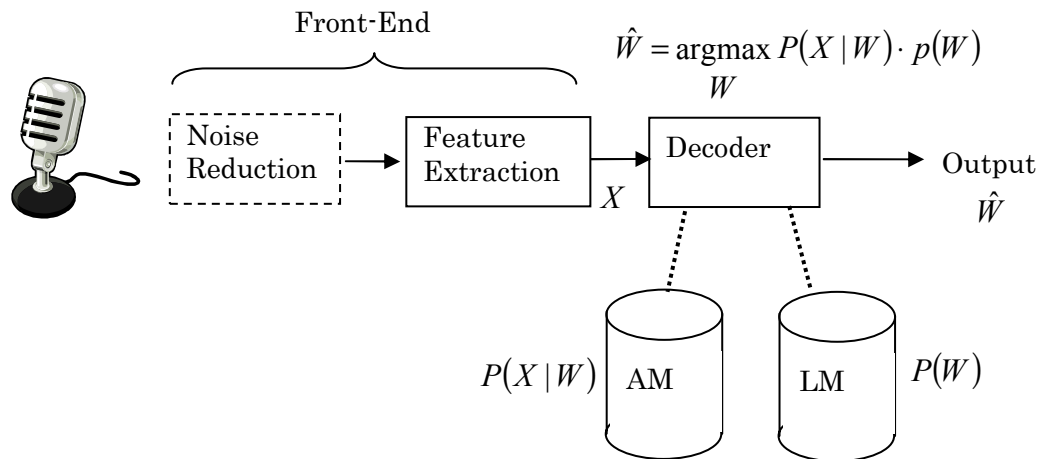 Front-End
Ŵ = argmax P(X | W) · p(W)
W
Noise
Reduction
Feature
Extraction
X
Decoder
Output
Ŵ
P(X | W)
AM
LM
P(W)